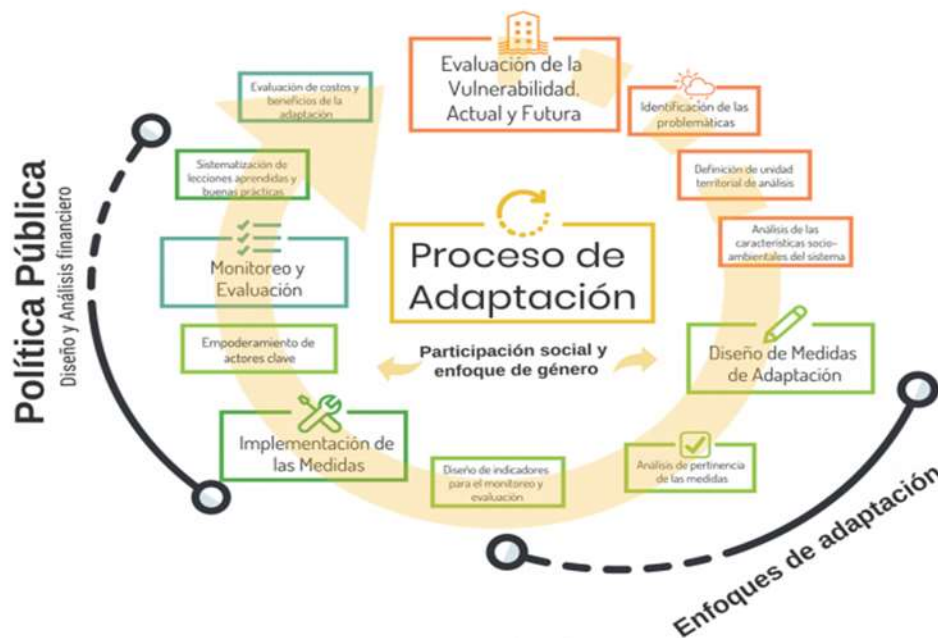 Evaluación de la
Vulnerabilidad.
Actual y Futura
Identificación de las
problemáticas
Definición de unidad
territorial de análisis
Análisis de las
características socio-
ambientales del sistema
Diseño de Medidas
de Adaptación
Análisis de pertinencia
de las medidas
Diseño de indicadores
para el monitoreo y
evaluación
Implementación de
las Medidas
Empoderamiento de
actores clave
Monitoreo y
Evaluación
Sistematización de
lecciones aprendidas y
buenas prácticas
Evaluación de costos y
beneficios de la
adaptación
Proceso de
Adaptación
Participación social y
enfoque de género
Política Pública
Diseño y Análisis financiero
Enfoques de adaptación